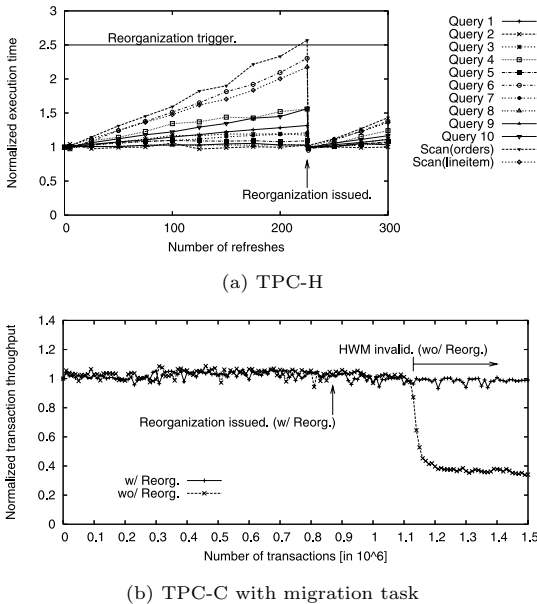 Normalized execution time
3
2.5
2
1.5
1
0.5
0
100
200
300
Number of refreshes
Reorganization trigger.
Reorganization issued.
Query 1
Query 2
Query 3
Query 4
Query 5
Query 6
Query 7
Query 8
Query 9
Query 10
Scan(orders)
Scan(lineitem)
(a) TPC-H
Normalized transaction throughput
1.4
1.2
1
0.8
0.6
0.4
0.2
0
HWM invalid. (wo/ Reorg.)
Reorganization issued. (w/ Reorg.)
w/ Reorg.
wo/ Reorg.
0 0.1 0.2 0.3 0.4 0.5 0.6 0.7 0.8 0.9 1 1.1 1.2 1.3 1.4 1.5
Number of transactions [in 10^6]
(b) TPC-C with migration task